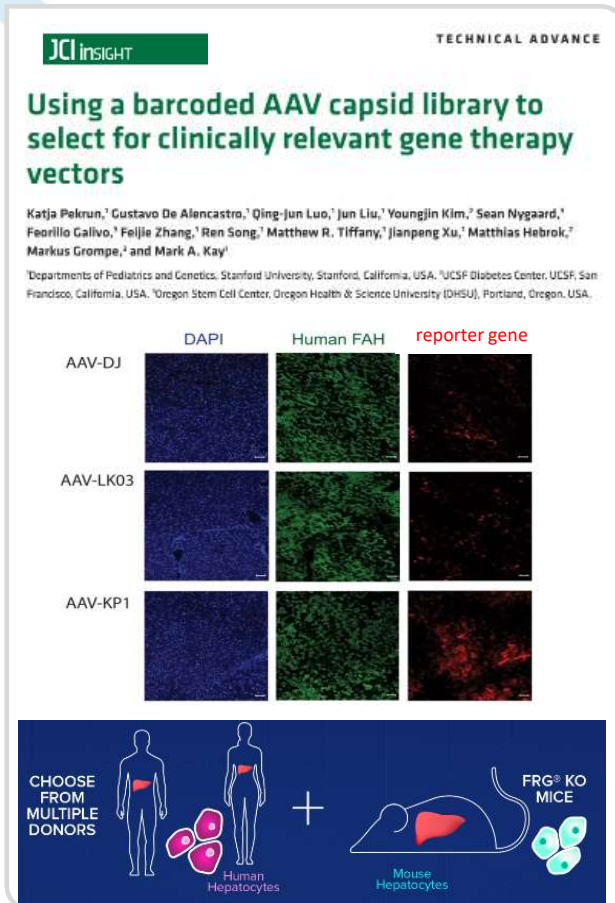 JCI INSIGHT
TECHNICAL ADVANCE
Using a barcoded AAV capsid library to
select for clinically relevant gene therapy
vectors
Katja Pekrun,¹ Gustavo De Alencastro,¹ Qing-Jun Luo,¹ Jun Liu,¹ Youngjin Kim,² Sean Nygaard,³
Feorillo Galivo,³ Feijie Zhang,¹ Ren Song,¹ Matthew R. Tiffany,¹ Jianpeng Xu,¹ Matthias Hebrok,²
Markus Grompe,³ and Mark A. Kay¹
¹Departments of Pediatrics and Genetics, Stanford University, Stanford, California, USA. ²UCSF Diabetes Center, UCSF, San
Francisco, California, USA. ³Oregon Stem Cell Center, Oregon Health & Science University (OHSU), Portland, Oregon, USA.
DAPI Human FAH reporter gene
AAV-DJ
AAV-LK03
AAV-KP1
CHOOSE
FROM
MULTIPLE
DONORS
+
FRG® KO
MICE
Human
Hepatocytes
Mouse
Hepatocytes